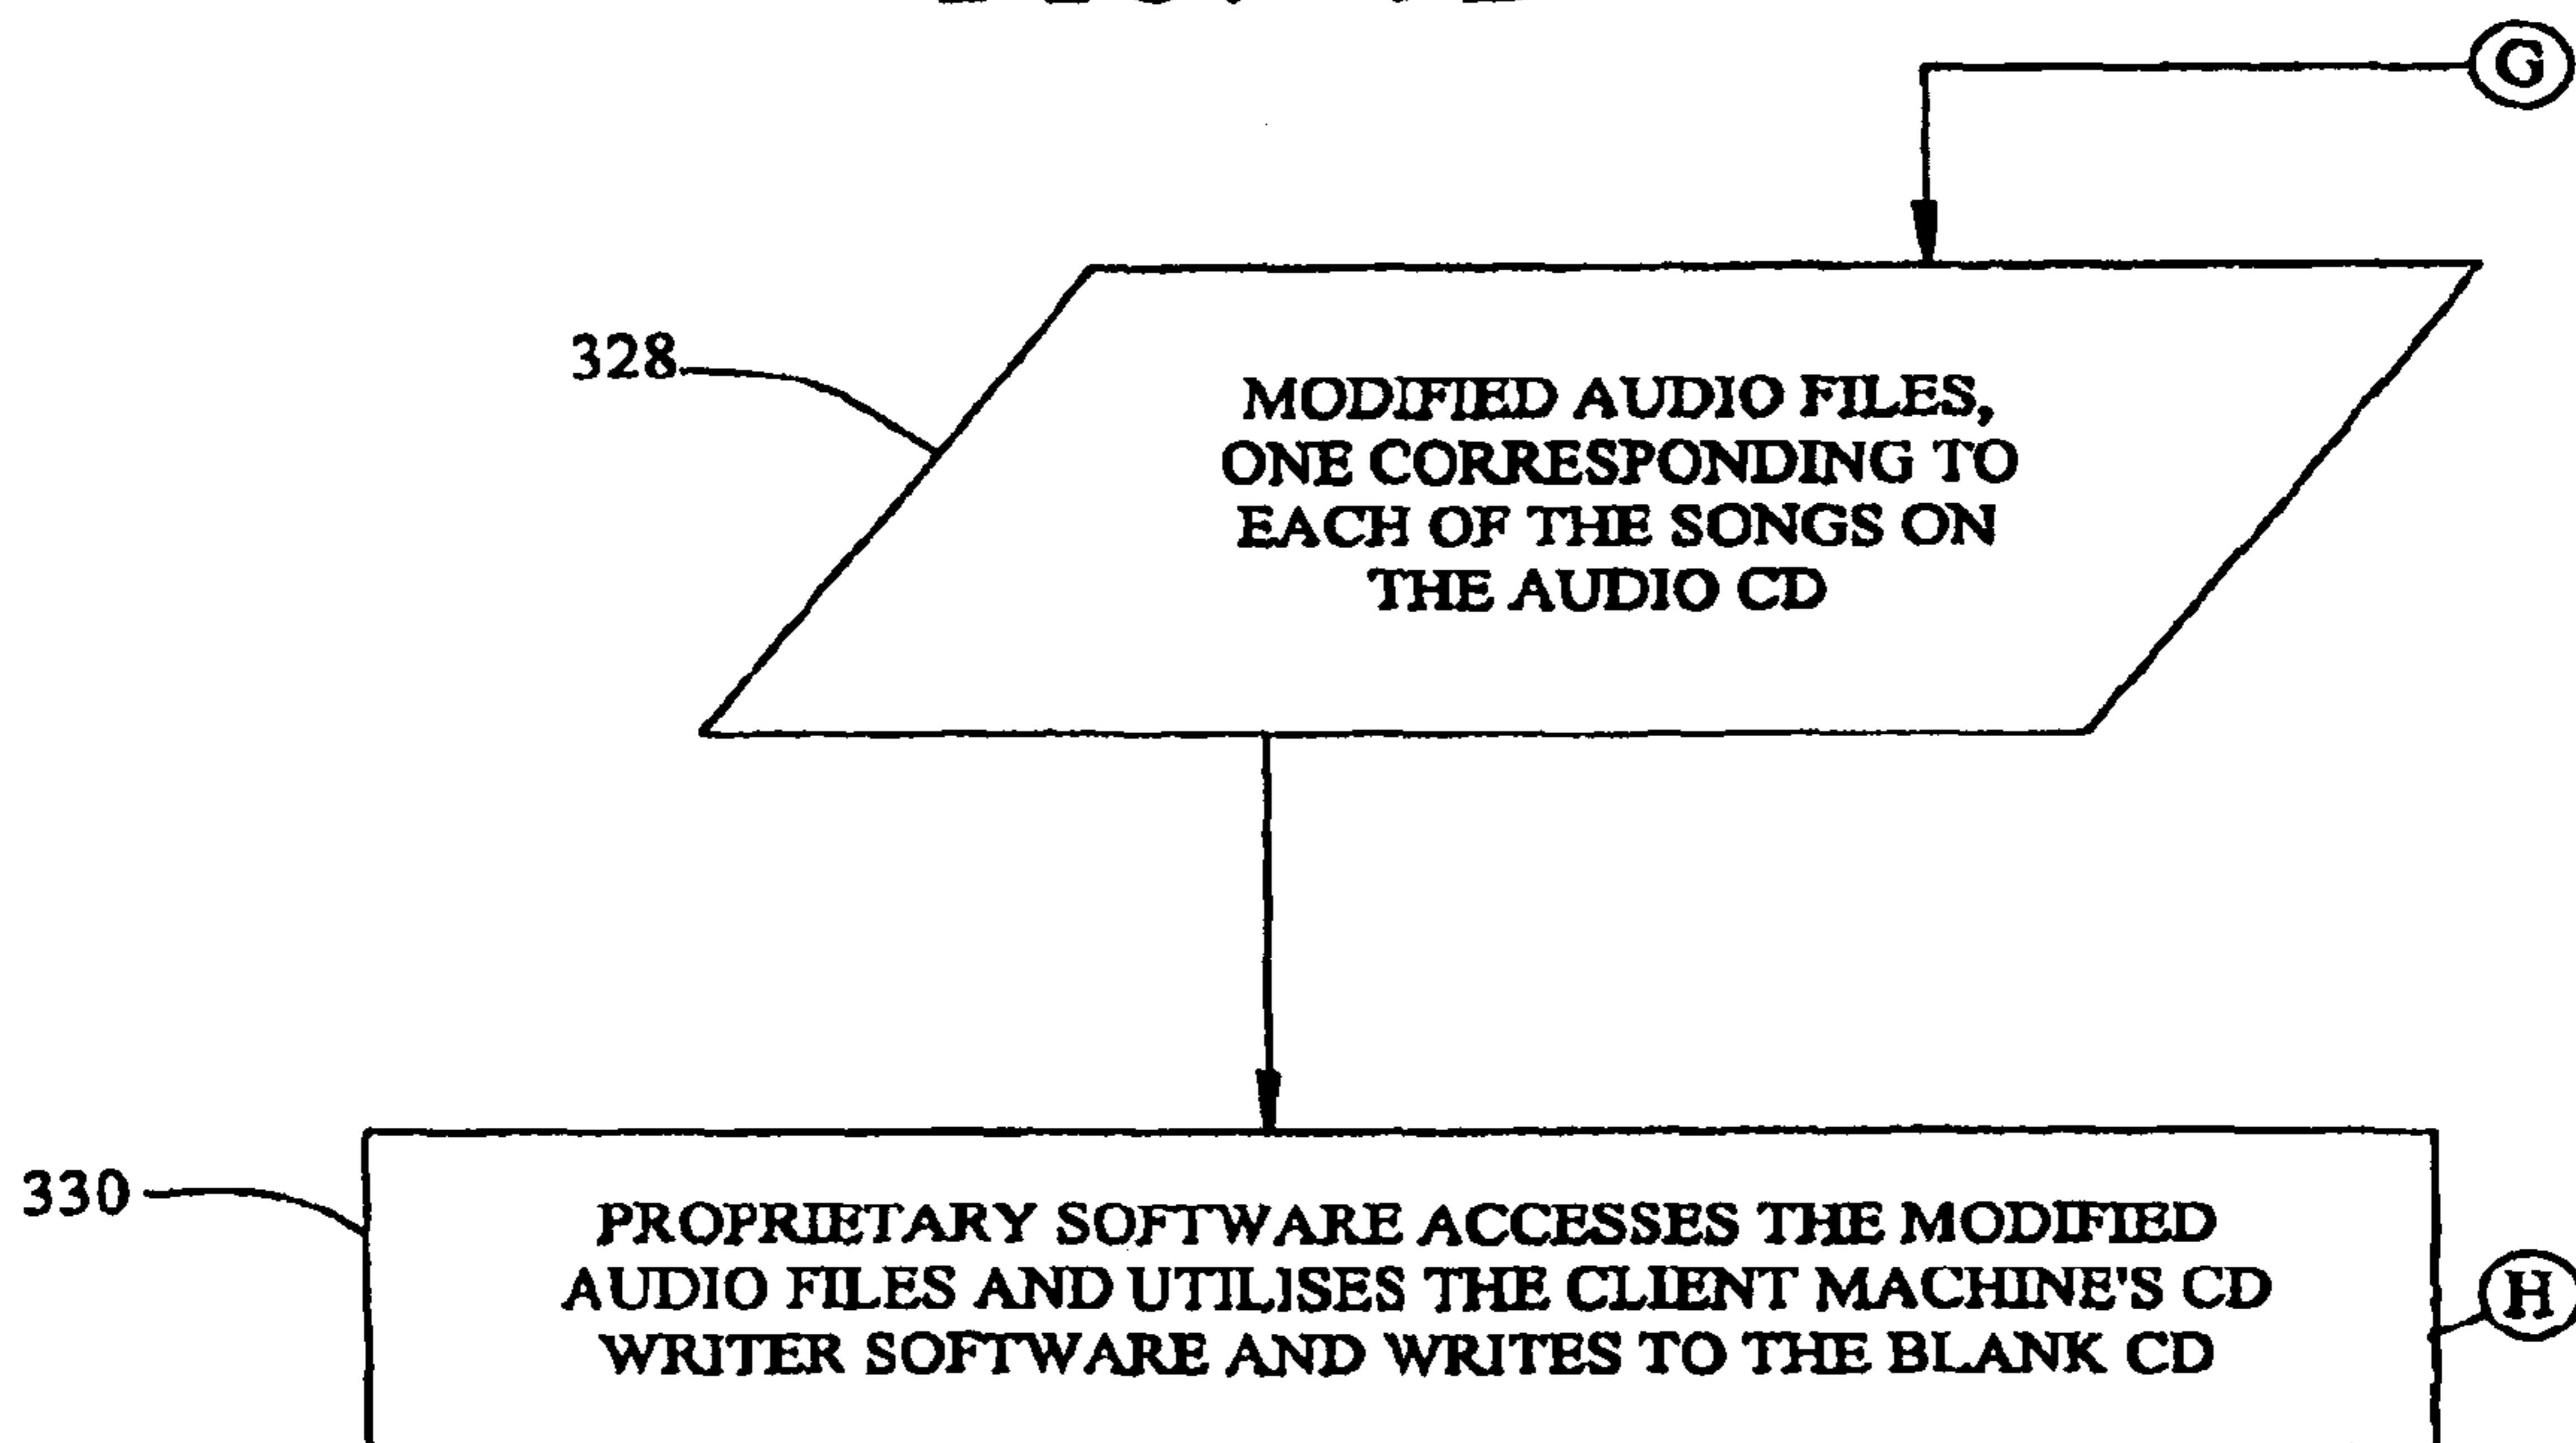 G
328
MODIFIED AUDIO FILES,
ONE CORRESPONDING TO
EACH OF THE SONGS ON
THE AUDIO CD
330
PROPRIETARY SOFTWARE ACCESSES THE MODIFIED
AUDIO FILES AND UTILISES THE CLIENT MACHINE'S CD
WRITER SOFTWARE AND WRITES TO THE BLANK CD
H